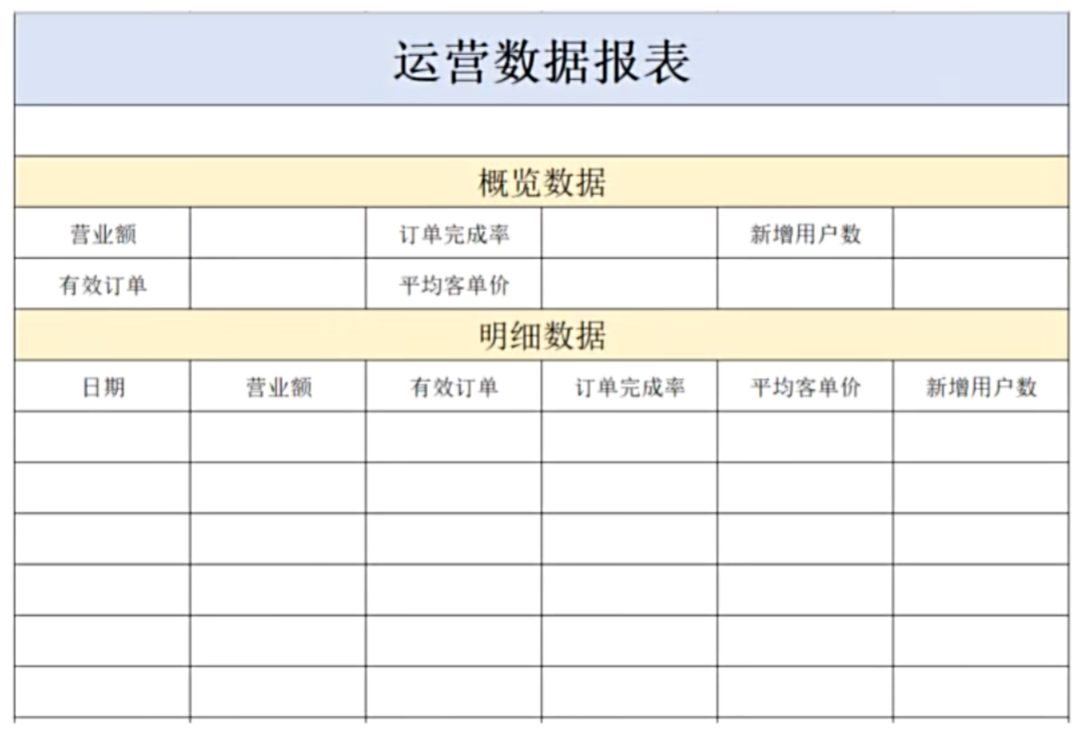 运营数据报表
概览数据
营业额 订单完成率 新增用户数
有效订单 平均客单价
明细数据
日期 营业额 有效订单 订单完成率 平均客单价 新增用户数